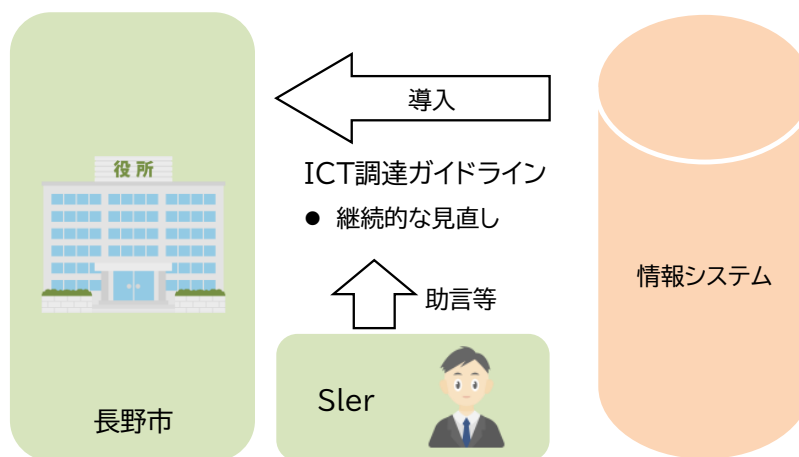 導入
役所
ICT調達ガイドライン
● 継続的な見直し
情報システム
助言等
SIer
長野市